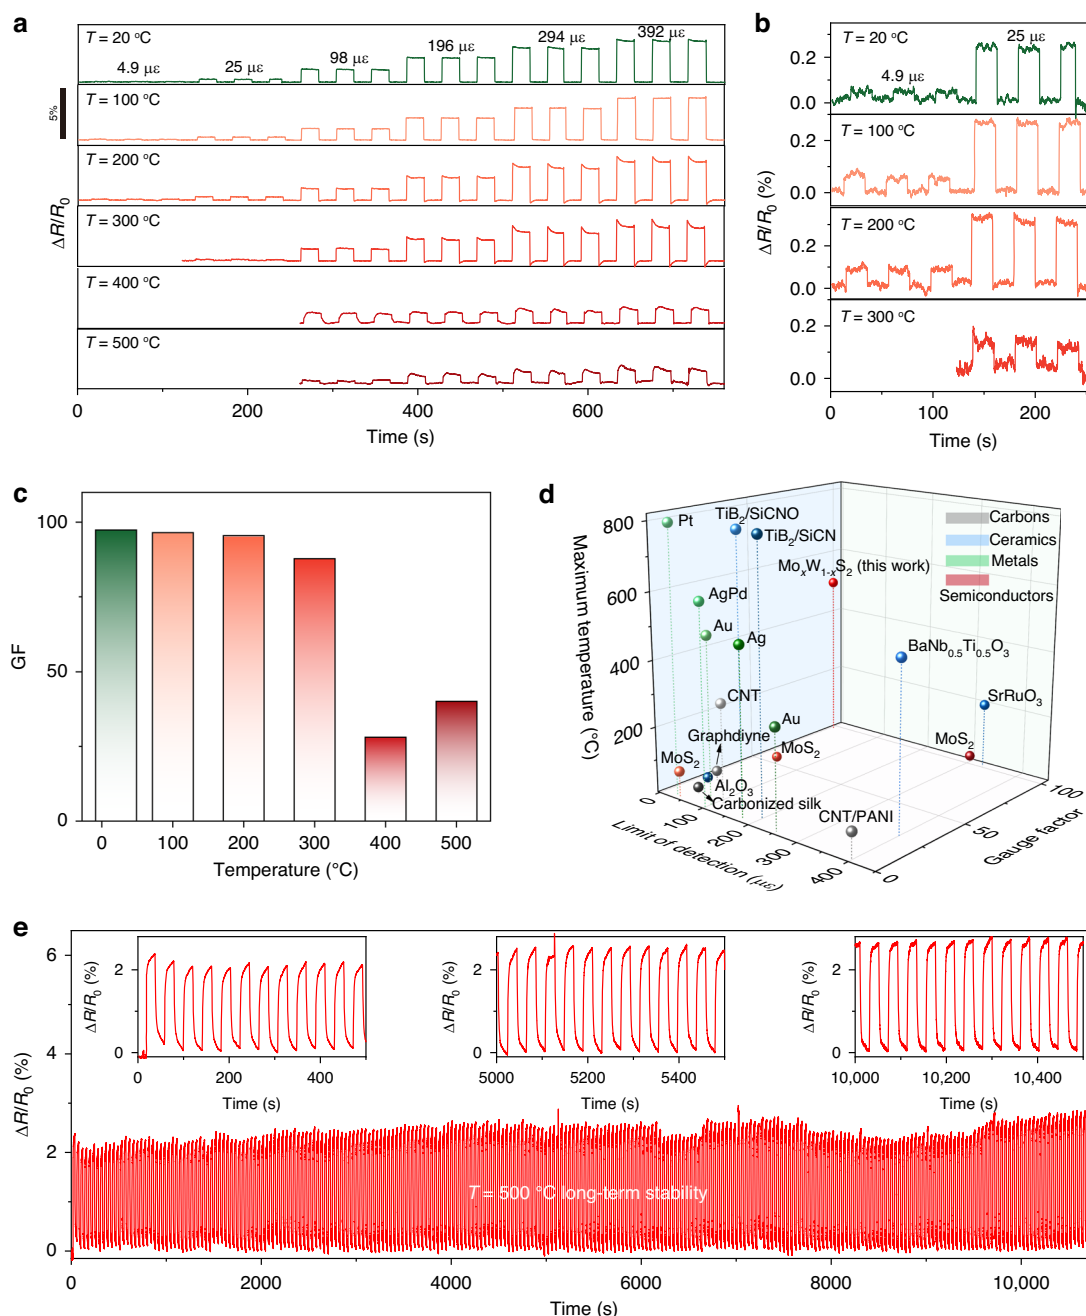 a
T = 20 °C
4.9 με
25 με
98 με
196 με
294 με
392 με
5%
T = 100 °C
T = 200 °C
T = 300 °C
T = 400 °C
T = 500 °C
ΔR/R0
0
200
400
600
Time (s)
b
T = 20 °C
25 με
4.9 με
0.2
0.0
T = 100 °C
0.2
0.0
T = 200 °C
0.2
0.0
T = 300 °C
0.2
0.0
ΔR/R0 (%)
0
100
200
Time (s)
c
100
50
0
GF
0
100
200
300
400
500
Temperature (°C)
d
800
600
400
200
Maximum temperature (°C)
Pt
TiB2/SiCNO
TiB2/SiCN
MoxW1-xS2 (this work)
Carbons
Ceramics
Metals
Semiconductors
AgPd
Au
Ag
BaNb0.5Ti0.5O3
CNT
SrRuO3
Au
Graphdiyne
MoS2
MoS2
MoS2
Al2O3
Carbonized silk
CNT/PANI
0
100
200
300
400
Limit of detection (με)
0
50
100
Gauge factor
e
6
4
2
0
ΔR/R0 (%)
2
0
ΔR/R0 (%)
0
200
400
Time (s)
2
0
ΔR/R0 (%)
5000
5200
5400
Time (s)
2
0
ΔR/R0 (%)
10,000
10,200
10,400
Time (s)
T = 500 °C long-term stability
0
2000
4000
6000
8000
10,000
Time (s)